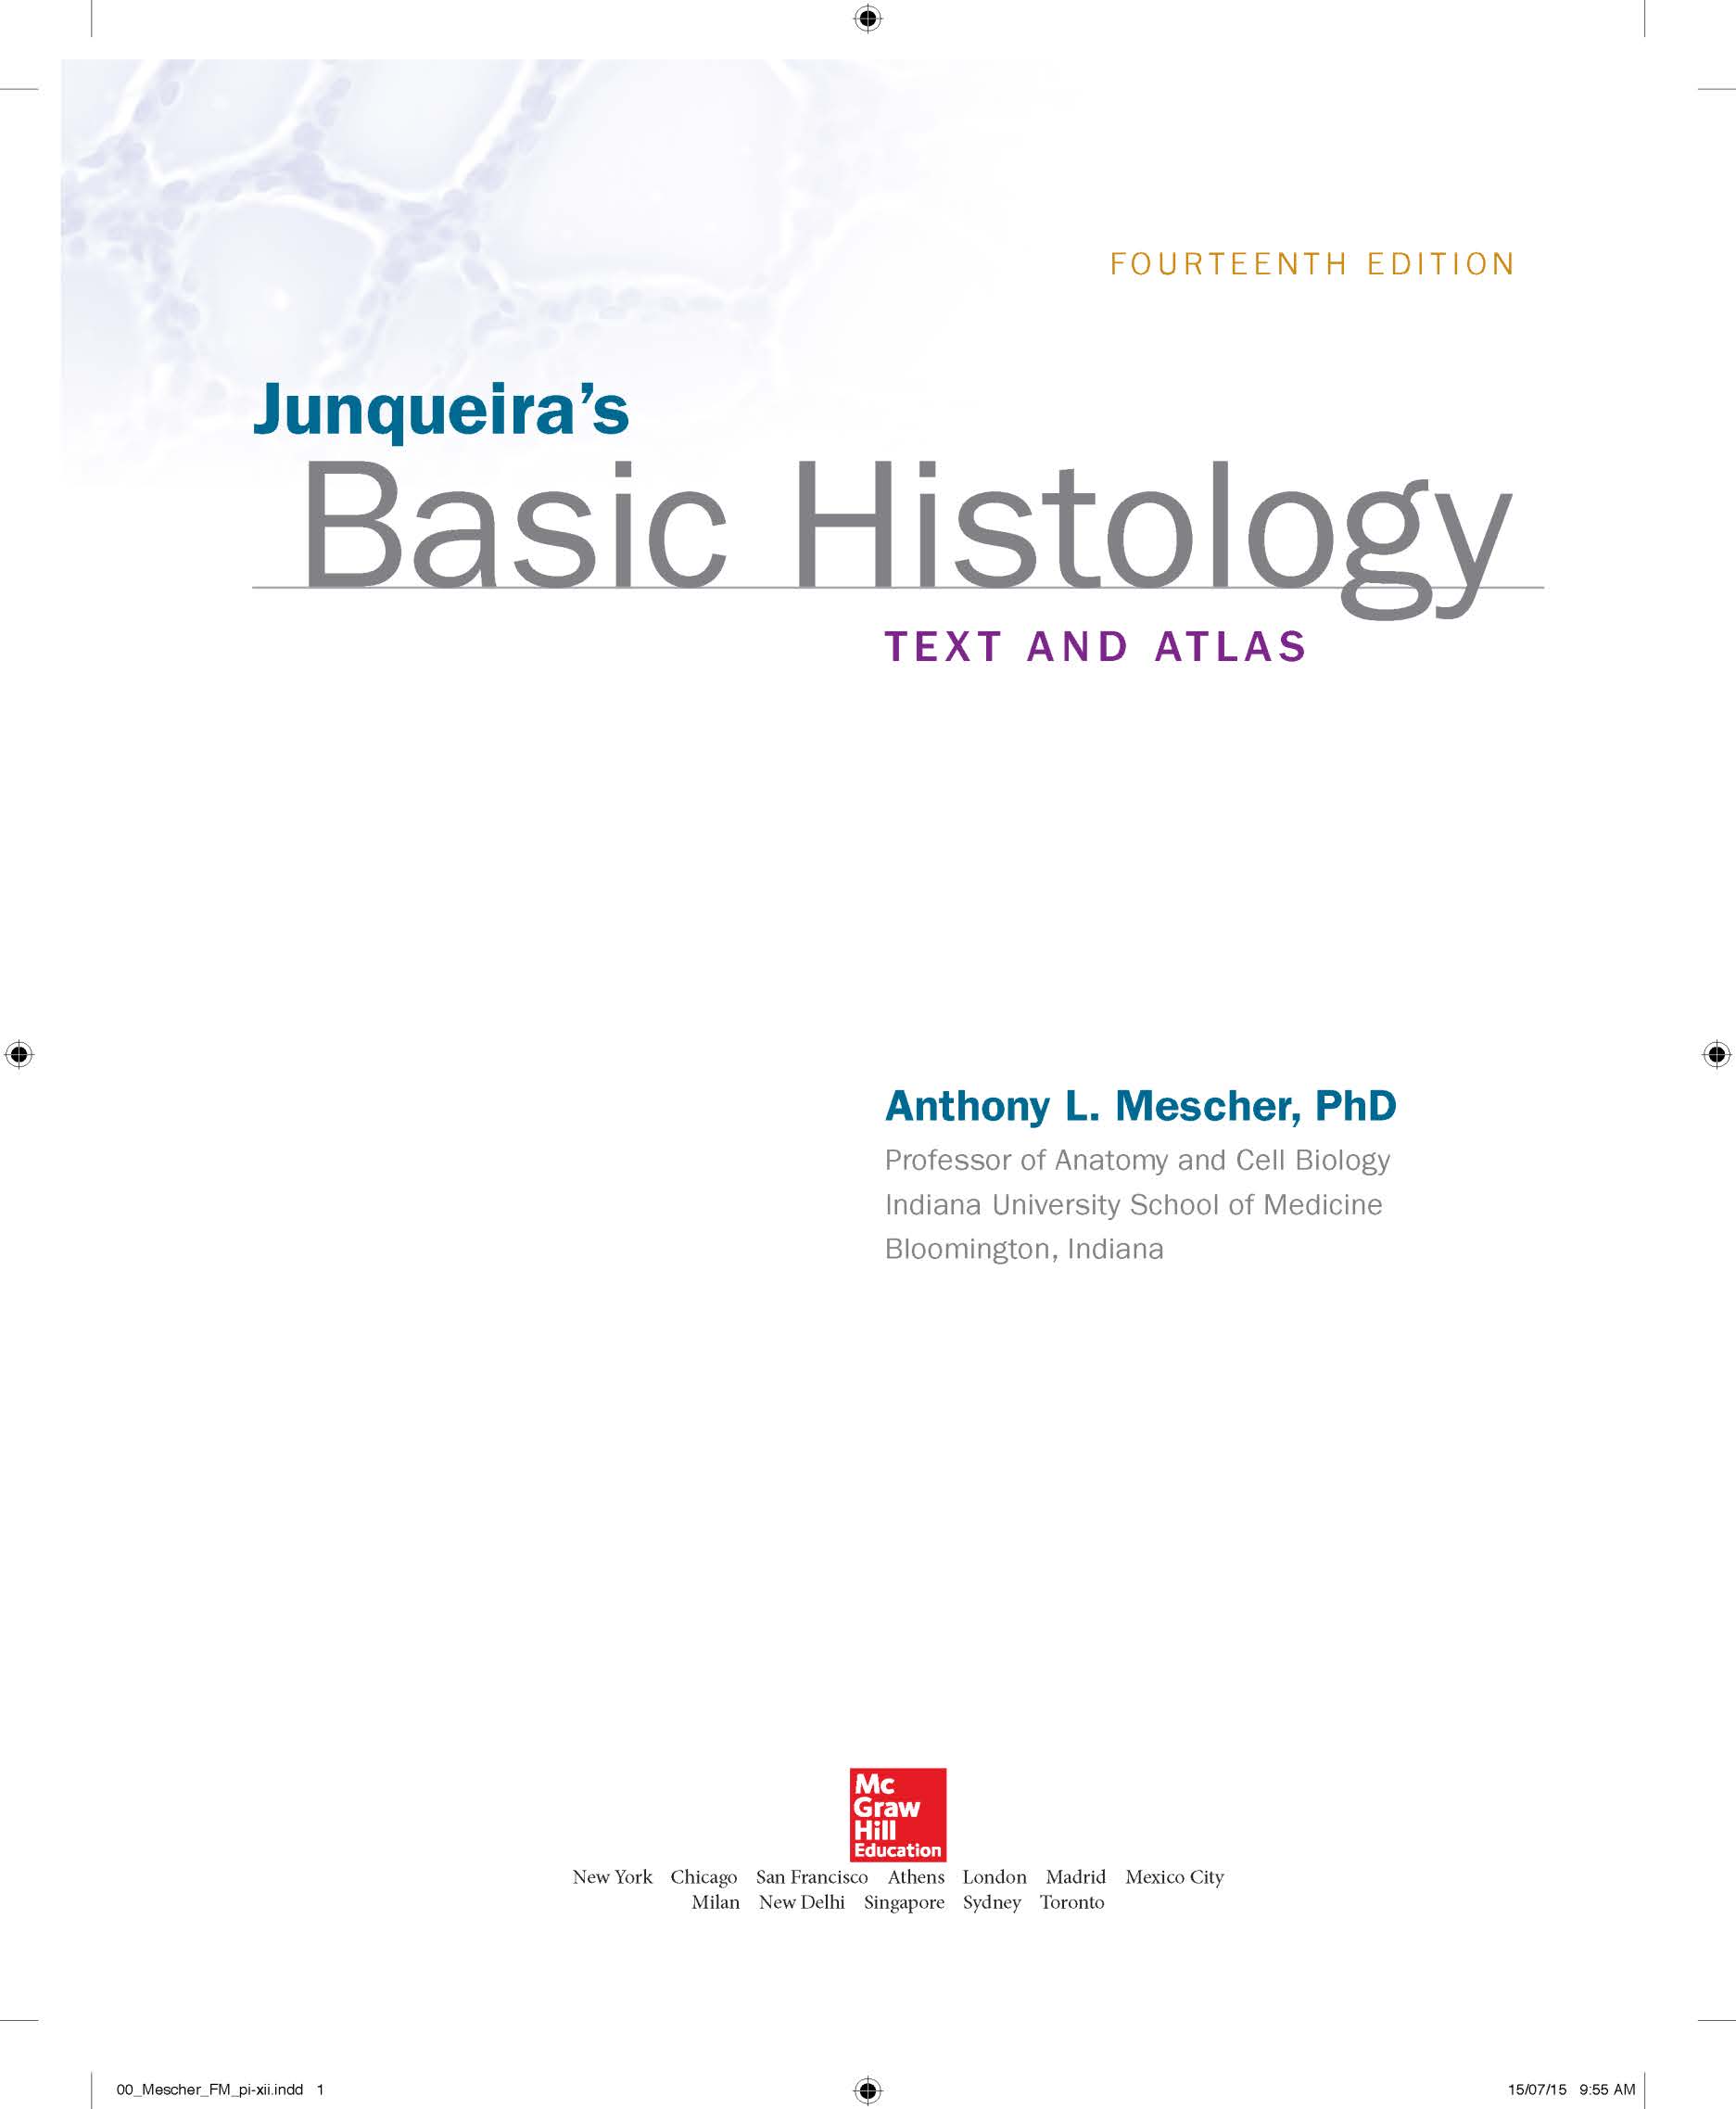 FOURTEENTH EDITION
Junqueira’s
Basic Histology
TEXT AND ATLAS
Anthony L. Mescher, PhD
Professor of Anatomy and Cell Biology
Indiana University School of Medicine
Bloomington, Indiana
Mc
Graw
Hill
Education
New York Chicago San Francisco Athens London Madrid Mexico City
Milan New Delhi Singapore Sydney Toronto
00_Mescher_FM_pi-xii.indd 1 15/07/15 9:55 AM